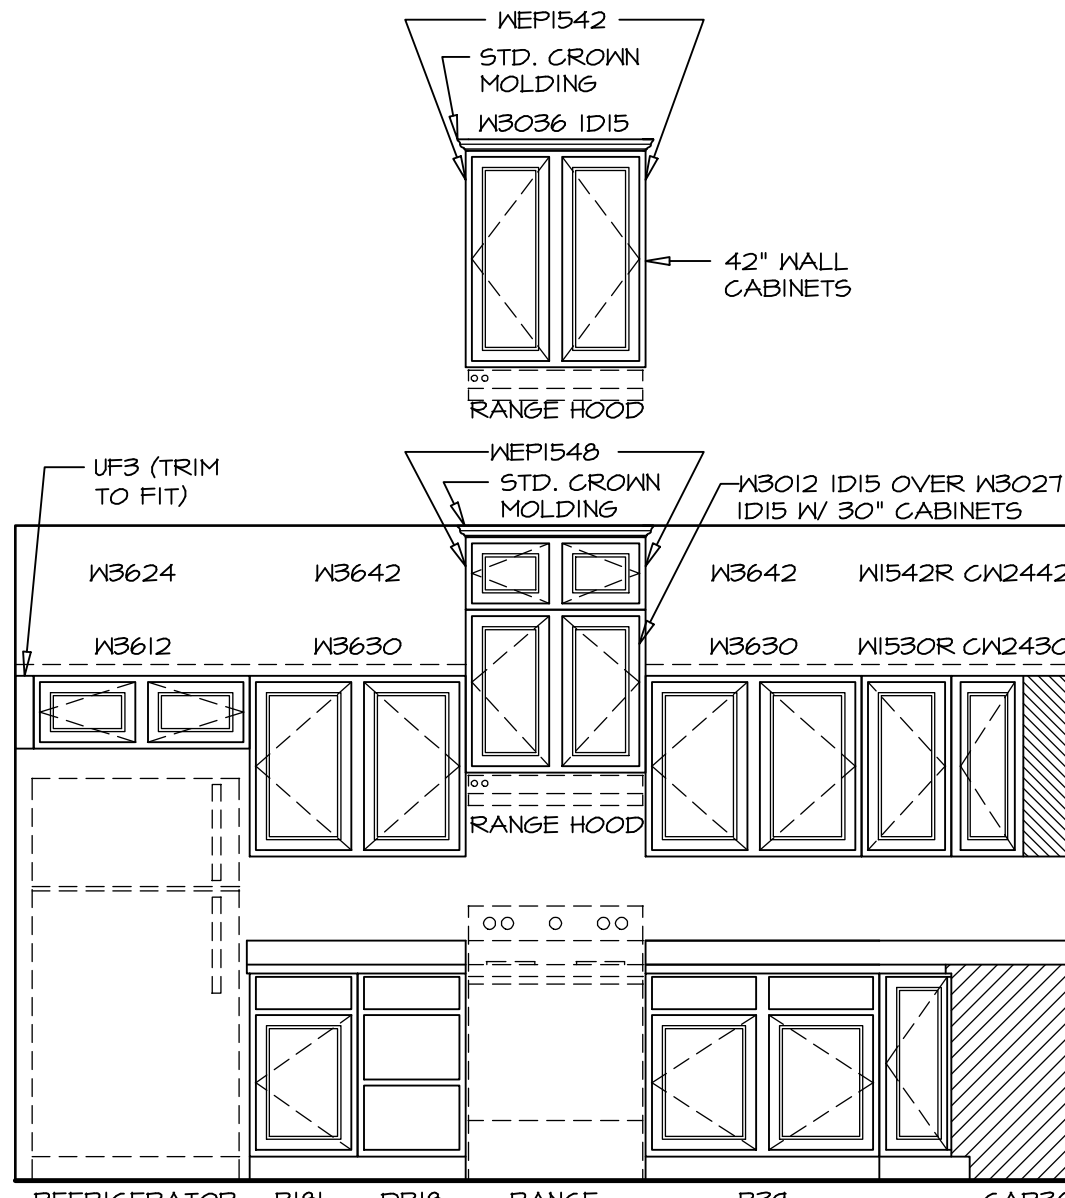 WEP1542
STD. CROWN
MOLDING
W3036 1D15
42" WALL
CABINETS
RANGE HOOD
UF3 (TRIM
TO FIT)
WEP1548
STD. CROWN
MOLDING
W3012 1D15 OVER W3027
1D15 W/ 30" CABINETS
W3624 W3642 W3642 W1542R CW2442
W3612 W3630 W3630 W1530R CW2430
RANGE HOOD
REFRIGERATOR RANGE B39